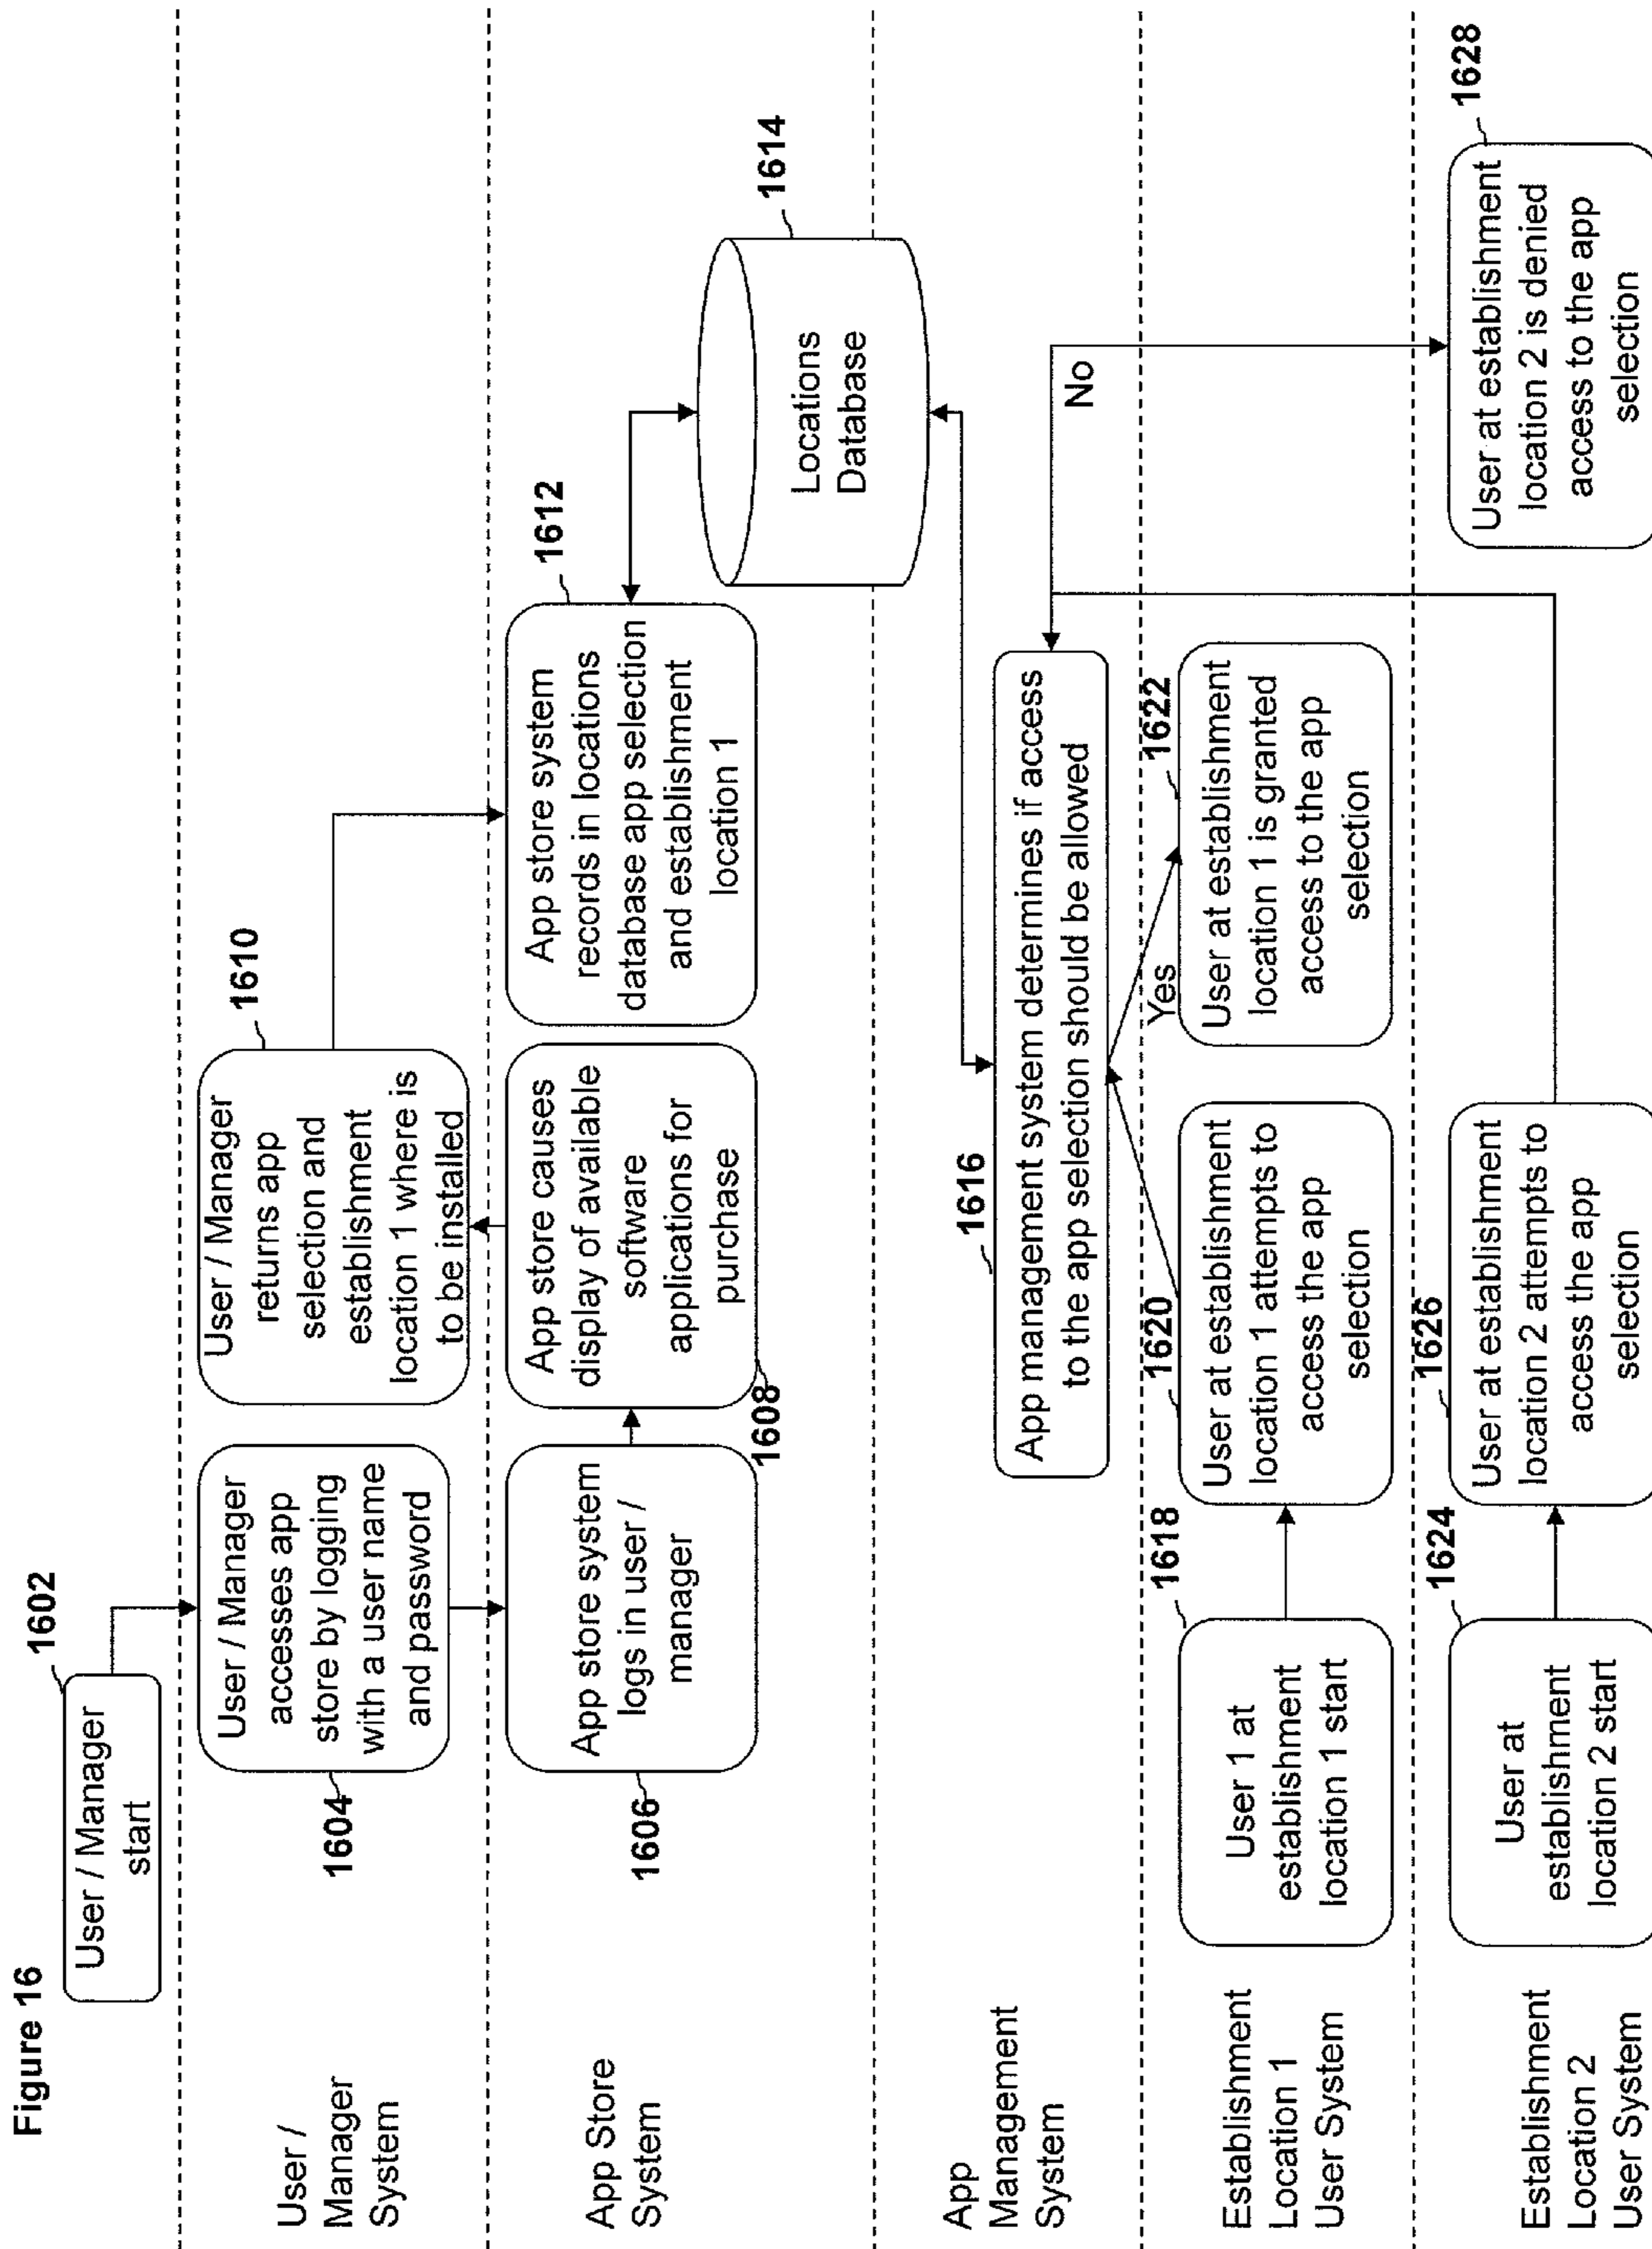 Figure 16
User / Manager
start
1602
User /
Manager
System
User / Manager
accesses app
store by logging
with a user name
and password
1604
User / Manager
returns app
selection and
establishment
location 1 where is
to be installed
1610
App Store
System
App store system
logs in user /
manager
1606
App store causes
display of available
software
applications for
purchase
1608
App store system
records in locations
database app selection
and establishment
location 1
1612
Locations
Database
1614
App
Management
System
1616
App management system determines if access
to the app selection should be allowed
Yes
No
Establishment
Location 1
User System
User 1 at
establishment
location 1 start
1618
User at establishment
location 1 attempts to
access the app
selection
1620
User at establishment
location 1 is granted
access to the app
selection
1622
Establishment
Location 2
User System
User at
establishment
location 2 start
1624
User at establishment
location 2 attempts to
access the app
selection
1626
User at establishment
location 2 is denied
access to the app
selection
1628